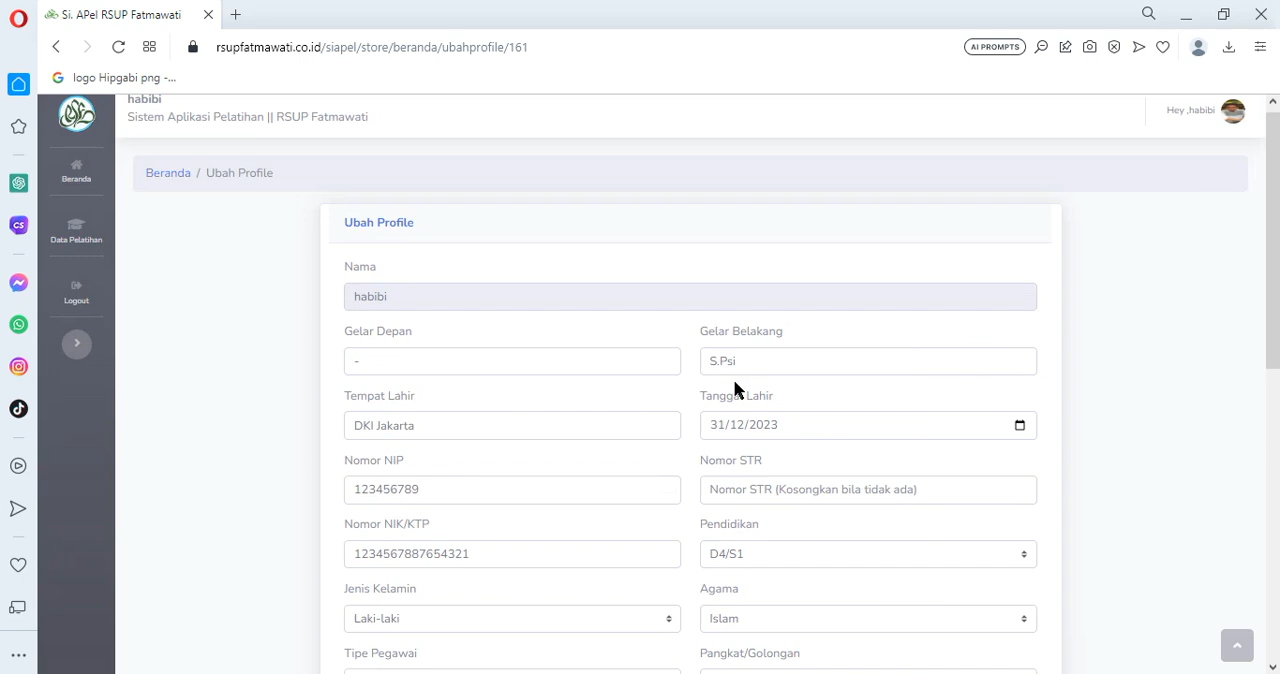 Si. APel RSUP Fatmawati
rsupfatmawati.co.id/siapel/store/beranda/ubahprofile/161
AI PROMPTS
logo Hipgabi png -...
habibi
Sistem Aplikasi Pelatihan || RSUP Fatmawati
Hey ,habibi
Beranda
Data Pelatihan
Logout
Beranda / Ubah Profile
Ubah Profile
Nama
habibi
Gelar Depan
Gelar Belakang
-
S.Psi
Tempat Lahir
Tanggal Lahir
DKI Jakarta
31/12/2023
Nomor NIP
Nomor STR
123456789
Nomor STR (Kosongkan bila tidak ada)
Nomor NIK/KTP
Pendidikan
1234567887654321
D4/S1
Jenis Kelamin
Agama
Laki-laki
Islam
Tipe Pegawai
Pangkat/Golongan
CS